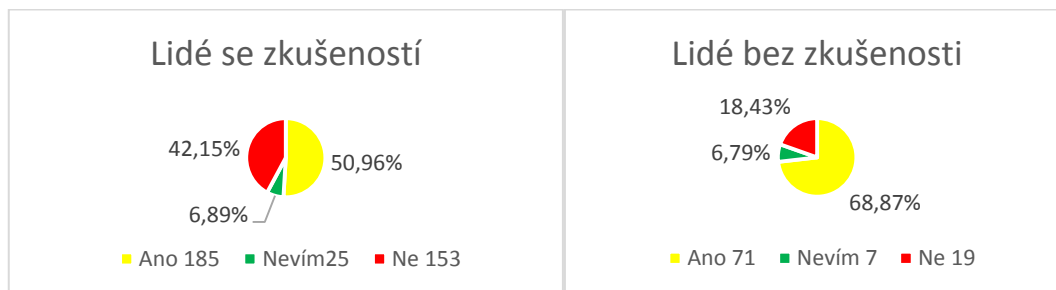 Lidé se zkušeností
42,15%
50,96%
6,89%
Ano 185 Nevím25 Ne 153
Lidé bez zkušenosti
18,43%
6,79%
68,87%
Ano 71 Nevím 7 Ne 19